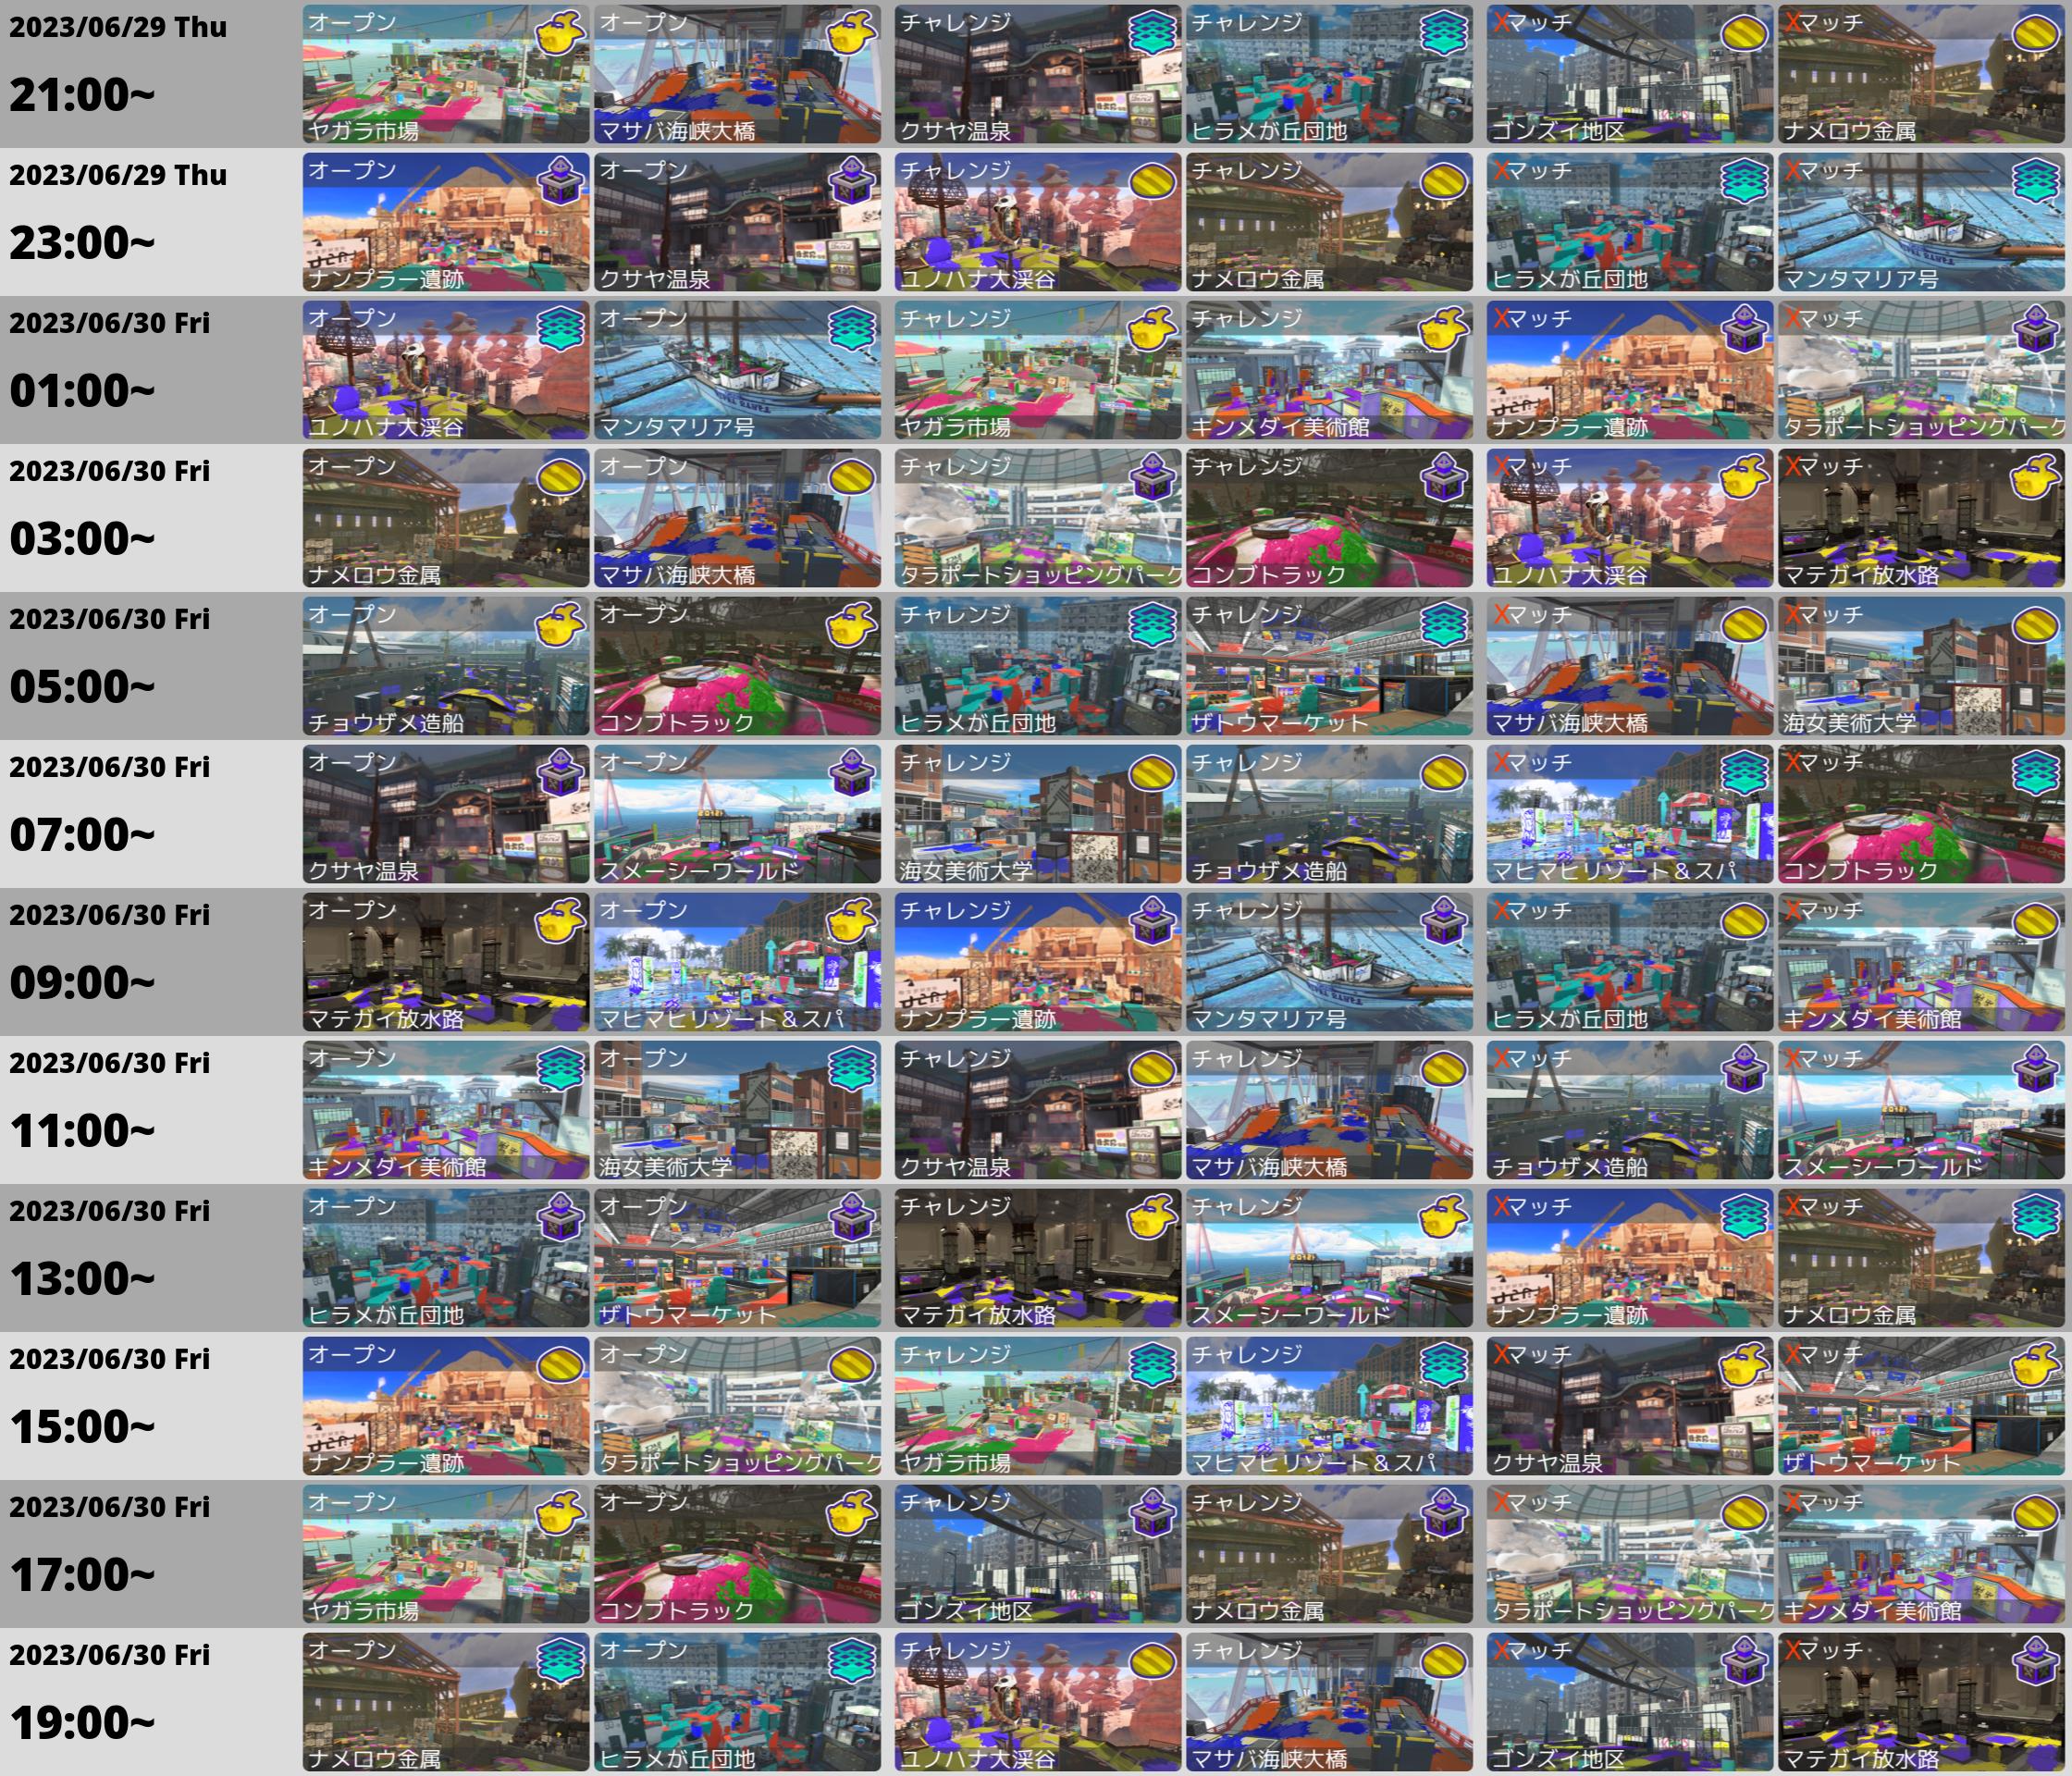 2023/06/29 Thu
21:00~
オープン オープン チャレンジ チャレンジ Xマッチ Xマッチ
ヤガラ市場 マサバ海峡大橋 クサヤ温泉 ヒラメが丘団地 ゴンズイ地区 ナメロウ金属
2023/06/29 Thu
23:00~
オープン オープン チャレンジ チャレンジ Xマッチ Xマッチ
ナンプラー遺跡 クサヤ温泉 ユノハナ大渓谷 ナメロウ金属 ヒラメが丘団地 マンタマリア号
2023/06/30 Fri
01:00~
オープン オープン チャレンジ チャレンジ Xマッチ Xマッチ
ユノハナ大渓谷 マンタマリア号 ヤガラ市場 キンメダイ美術館 ナンプラー遺跡 タラポートショッピングパーク
2023/06/30 Fri
03:00~
オープン オープン チャレンジ チャレンジ Xマッチ Xマッチ
ナメロウ金属 マサバ海峡大橋 タラポートショッピングパーク コンブトラック ユノハナ大渓谷 マテガイ放水路
2023/06/30 Fri
05:00~
オープン オープン チャレンジ チャレンジ Xマッチ Xマッチ
チョウザメ造船 コンブトラック ヒラメが丘団地 ザトウマーケット マサバ海峡大橋 海女美術大学
2023/06/30 Fri
07:00~
オープン オープン チャレンジ チャレンジ Xマッチ Xマッチ
クサヤ温泉 スメーシーワールド 海女美術大学 チョウザメ造船 マヒマヒリゾート＆スパ コンブトラック
2023/06/30 Fri
09:00~
オープン オープン チャレンジ チャレンジ Xマッチ Xマッチ
マテガイ放水路 マヒマヒリゾート＆スパ ナンプラー遺跡 マンタマリア号 ヒラメが丘団地 キンメダイ美術館
2023/06/30 Fri
11:00~
オープン オープン チャレンジ チャレンジ Xマッチ Xマッチ
キンメダイ美術館 海女美術大学 クサヤ温泉 マサバ海峡大橋 チョウザメ造船 スメーシーワールド
2023/06/30 Fri
13:00~
オープン オープン チャレンジ チャレンジ Xマッチ Xマッチ
ヒラメが丘団地 ザトウマーケット マテガイ放水路 スメーシーワールド ナンプラー遺跡 ナメロウ金属
2023/06/30 Fri
15:00~
オープン オープン チャレンジ チャレンジ Xマッチ Xマッチ
ナンプラー遺跡 タラポートショッピングパーク ヤガラ市場 マヒマヒリゾート＆スパ クサヤ温泉 ザトウマーケット
2023/06/30 Fri
17:00~
オープン オープン チャレンジ チャレンジ Xマッチ Xマッチ
ヤガラ市場 コンブトラック ゴンズイ地区 ナメロウ金属 タラポートショッピングパーク キンメダイ美術館
2023/06/30 Fri
19:00~
オープン オープン チャレンジ チャレンジ Xマッチ Xマッチ
ナメロウ金属 ヒラメが丘団地 ユノハナ大渓谷 マサバ海峡大橋 ゴンズイ地区 マテガイ放水路